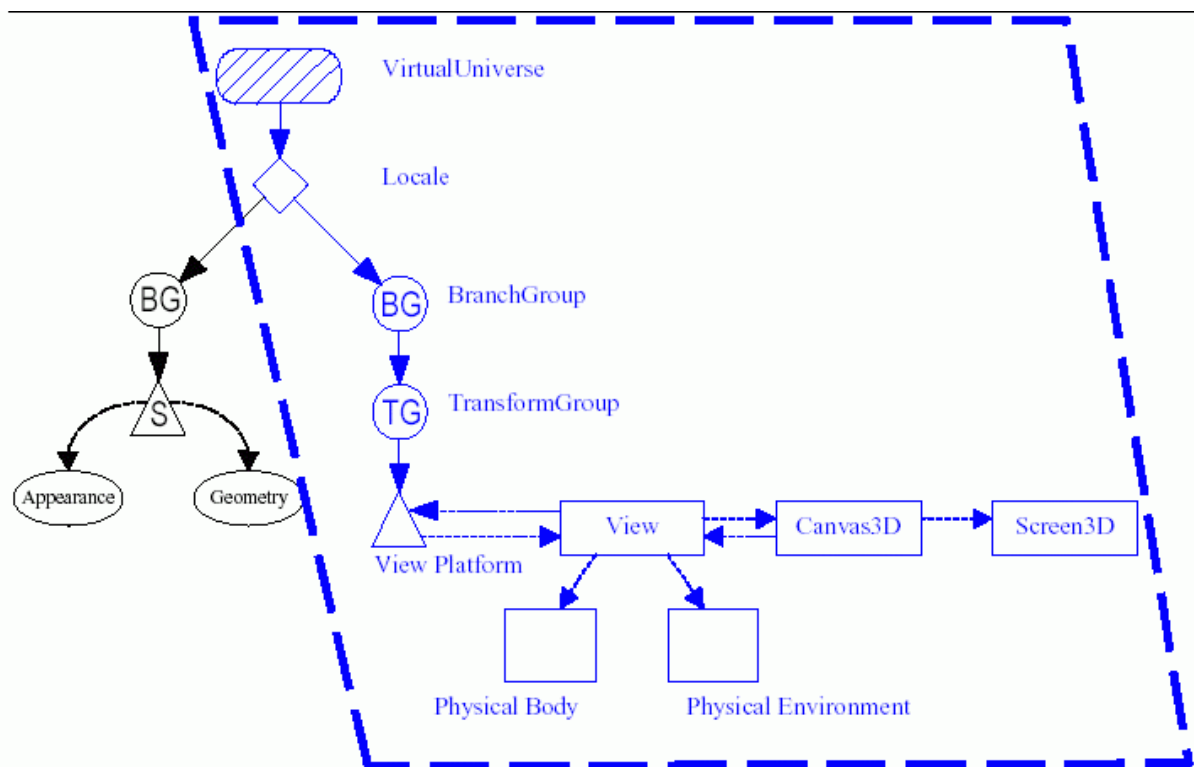 VirtualUniverse
Locale
BG
BG
BranchGroup
S
TG
TransformGroup
Appearance
Geometry
View
Canvas3D
Screen3D
View Platform
Physical Body
Physical Environment